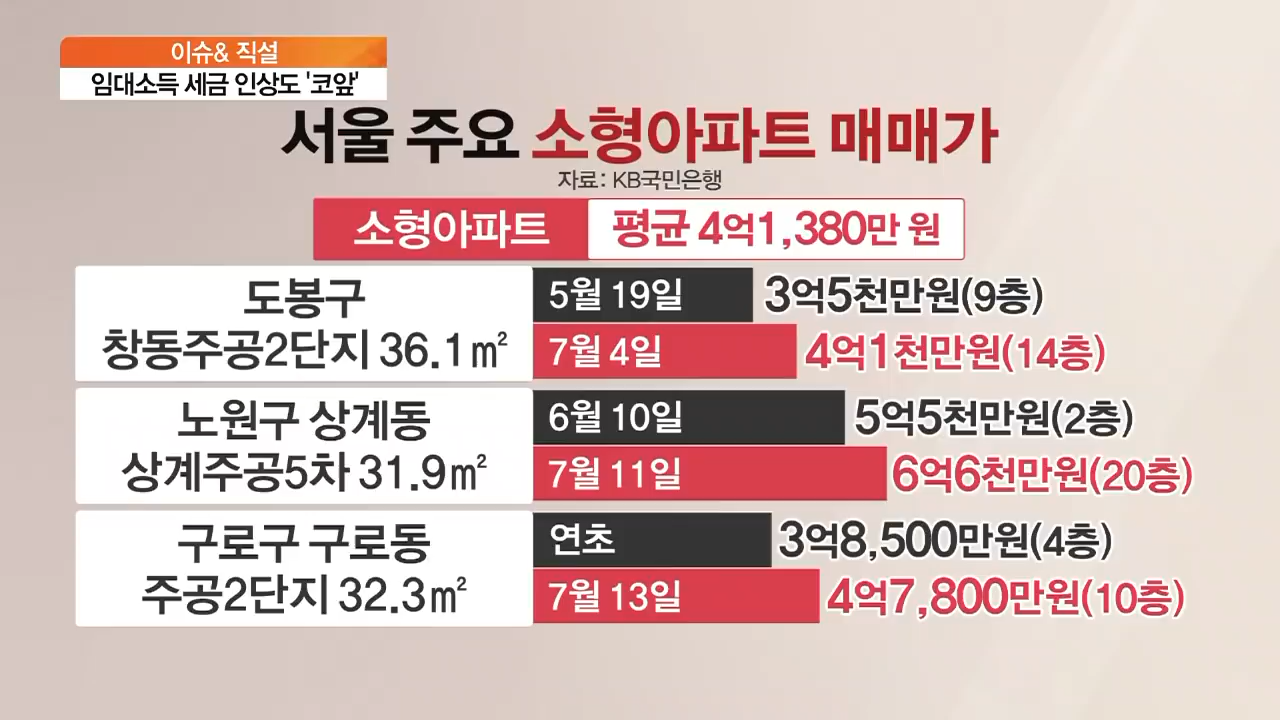 이슈& 직설
임대소득 세금 인상도 '코앞'
서울 주요 소형아파트 매매가
자료: KB국민은행
소형아파트 평균 4억1,380만 원
도봉구
창동주공2단지 36.1㎡
5월 19일 3억5천만원(9층)
7월 4일 4억1천만원(14층)
노원구 상계동
상계주공5차 31.9㎡
6월 10일 5억5천만원(2층)
7월 11일 6억6천만원(20층)
구로구 구로동
주공2단지 32.3㎡
연초 3억8,500만원(4층)
7월 13일 4억7,800만원(10층)